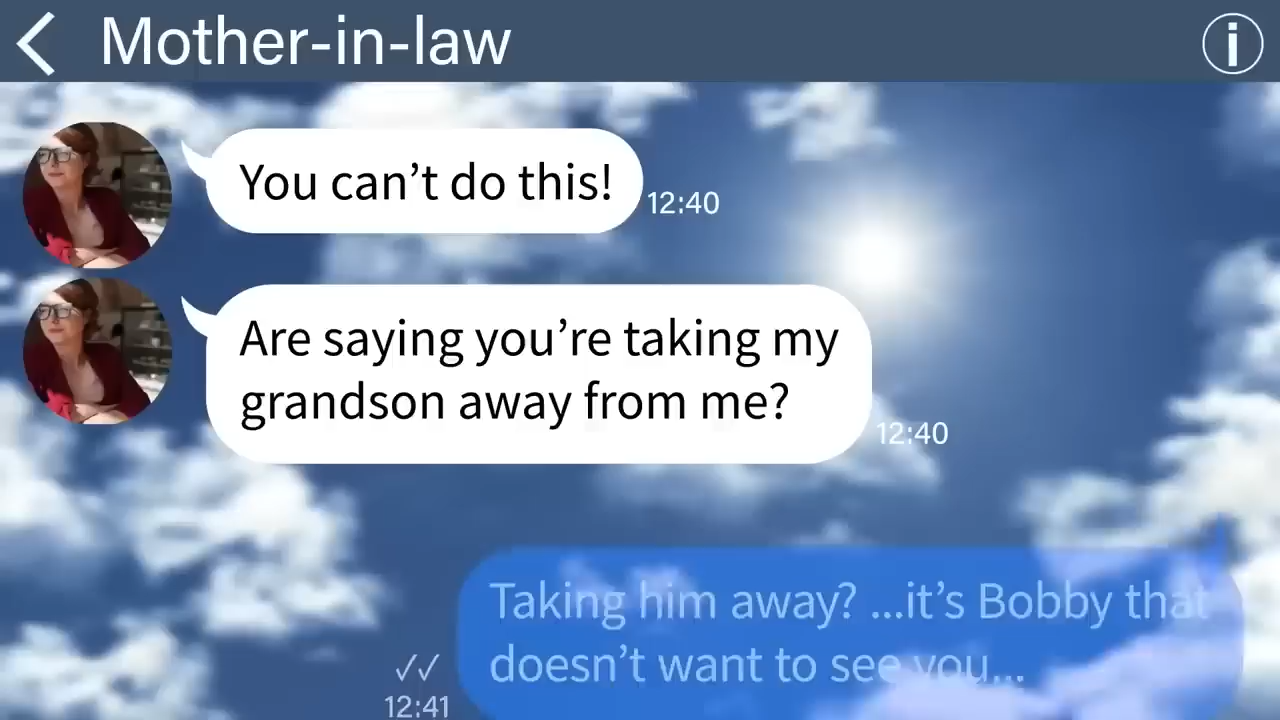 Mother-in-law
You can’t do this!
12:40
Are saying you’re taking my
grandson away from me?
12:40
Taking him away? ...it’s Bobby that
doesn’t want to see you...
12:41